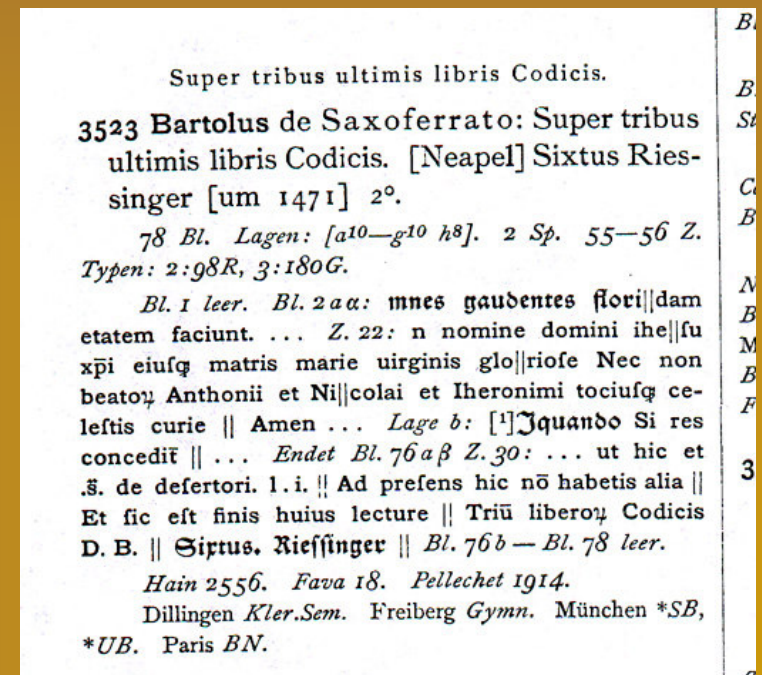 Super tribus ultimis libris Codicis.
3523 Bartolus de Saxoferrato: Super tribus
ultimis libris Codicis. [Neapel] Sixtus Ries-
singer [um 1471] 2°.
78 Bl. Lagen: [a¹⁰—g¹⁰ h⁸]. 2 Sp. 55—56 Z.
Typen: 2:98R, 3:180G.
Bl. 1 leer. Bl. 2aα: mnes gaudentes flori||dam
etatem faciunt. ... Z. 22: n nomine domini ihe||ſu
xp̄i eiuſqꝫ matris marie uirginis glo||rioſe Nec non
beatoꝝ Anthonii et Ni||colai et Iheronimi tociuſqꝫ ce-
leſtis curie || Amen ... Lage b: [¹]Jquando Si res
concedit̄ || ... Endet Bl. 76aβ Z. 30: ... ut hic et
.s̄. de deſertori. l. i. || Ad preſens hic nō habetis alia ||
Et ſic eſt finis huius lecture || Triū liberoꝝ Codicis
D. B. || Sixtus. Rieſſinger || Bl. 76b — Bl. 78 leer.
Hain 2556. Fava 18. Pellechet 1914.
Dillingen Kler.Sem. Freiberg Gymn. München *SB,
*UB. Paris BN.